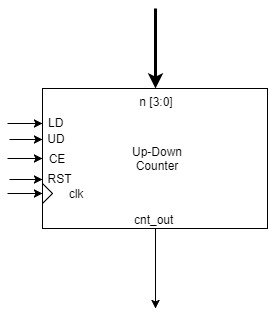 n [3:0]
LD
UD
CE
RST
clk
Up-Down
Counter
cnt_out